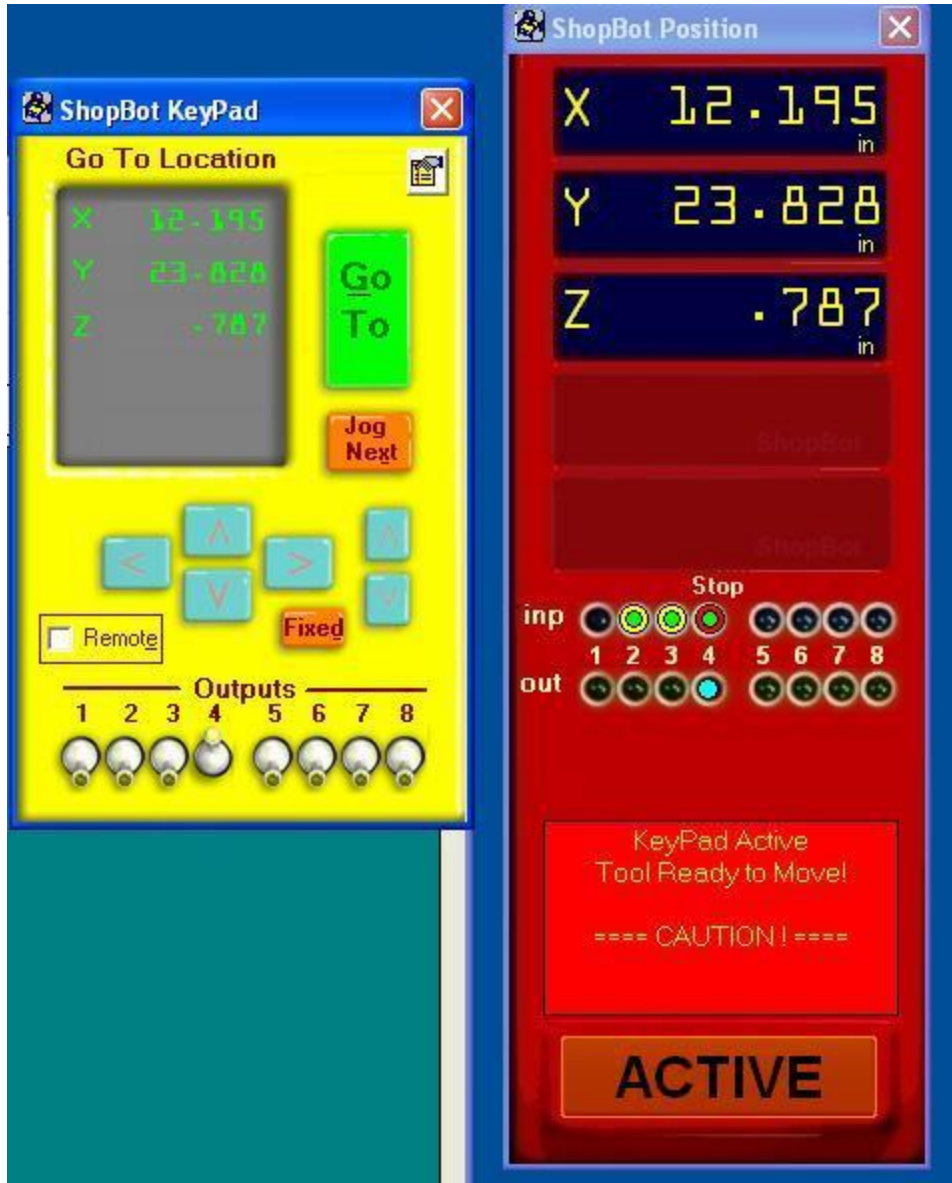 ShopBot KeyPad
Go To Location
X 12.195
Y 23.828
Z .787
Go
To
Jog
Next
< ^ V > ^ V
Fixed
Remote
Outputs
1 2 3 4 5 6 7 8
ShopBot Position
X 12.195
in
Y 23.828
in
Z .787
in
ShopBot
ShopBot
Stop
inp
1 2 3 4 5 6 7 8
out
KeyPad Active
Tool Ready to Move!
==== CAUTION ! ====
ACTIVE